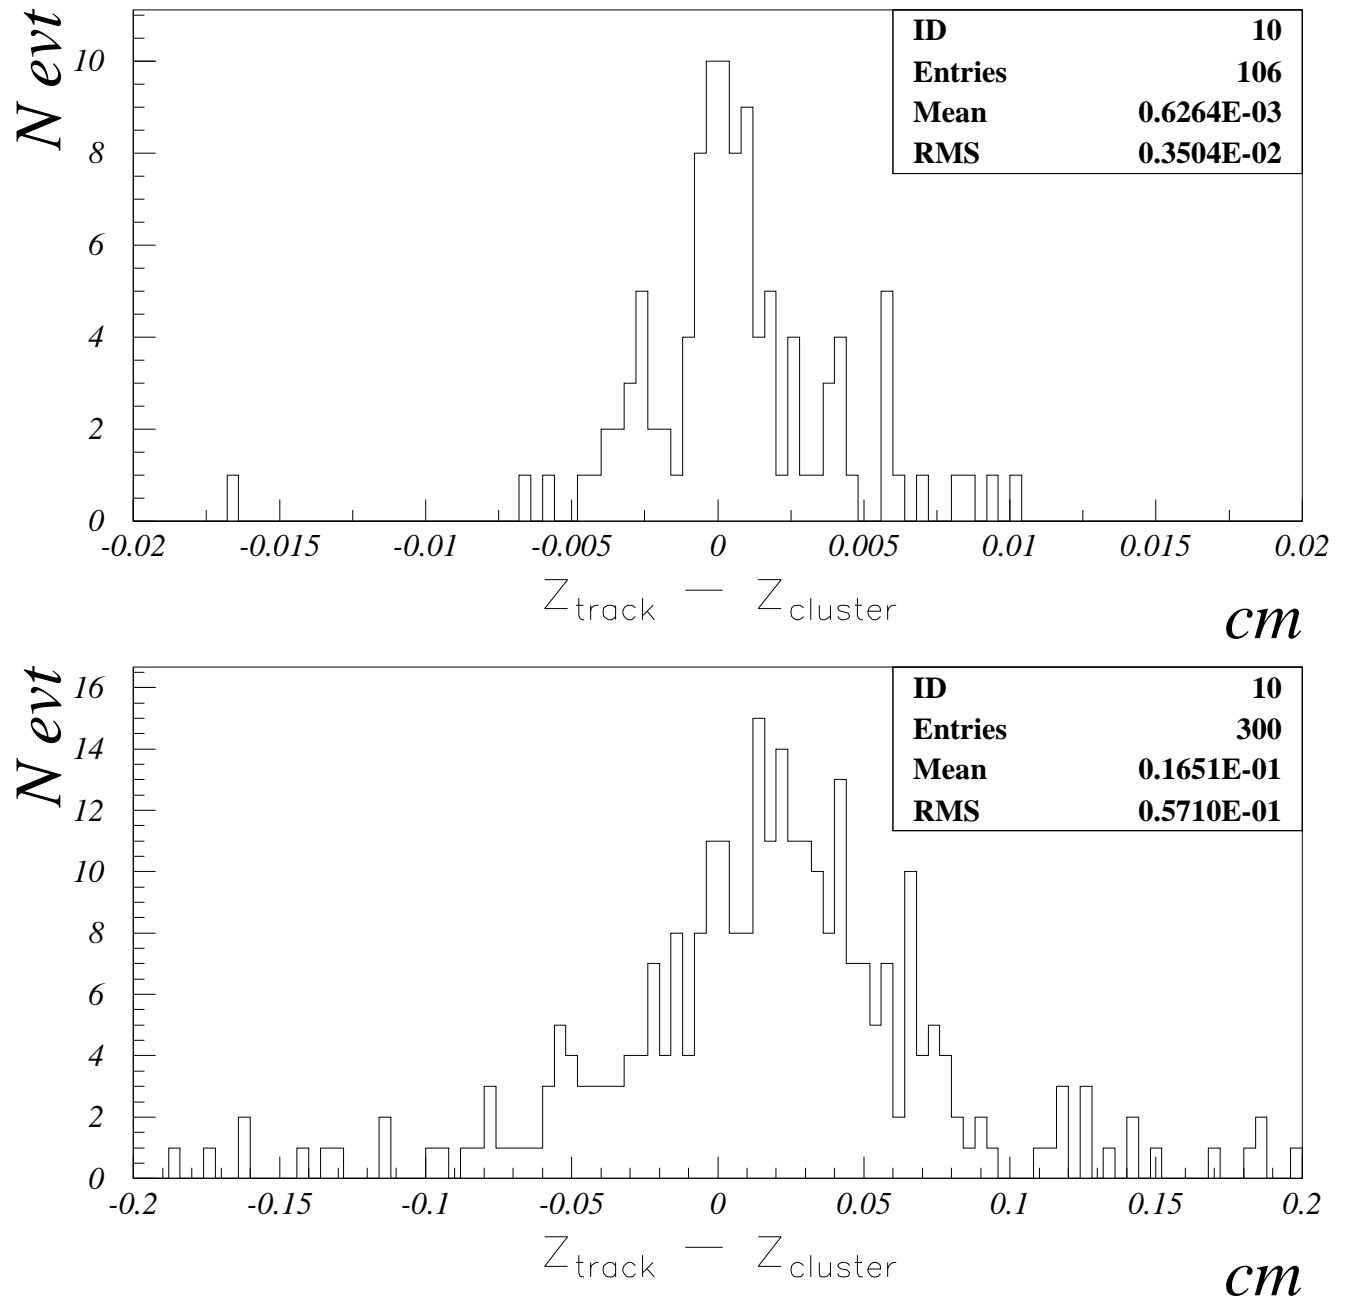 N evt
ID 10
Entries 106
Mean 0.6264E-03
RMS 0.3504E-02
10
8
6
4
2
0
-0.02 -0.015 -0.01 -0.005 0 0.005 0.01 0.015 0.02
Z track — Z cluster
cm
N evt
ID 10
Entries 300
Mean 0.1651E-01
RMS 0.5710E-01
16
14
12
10
8
6
4
2
0
-0.2 -0.15 -0.1 -0.05 0 0.05 0.1 0.15 0.2
Z track — Z cluster
cm